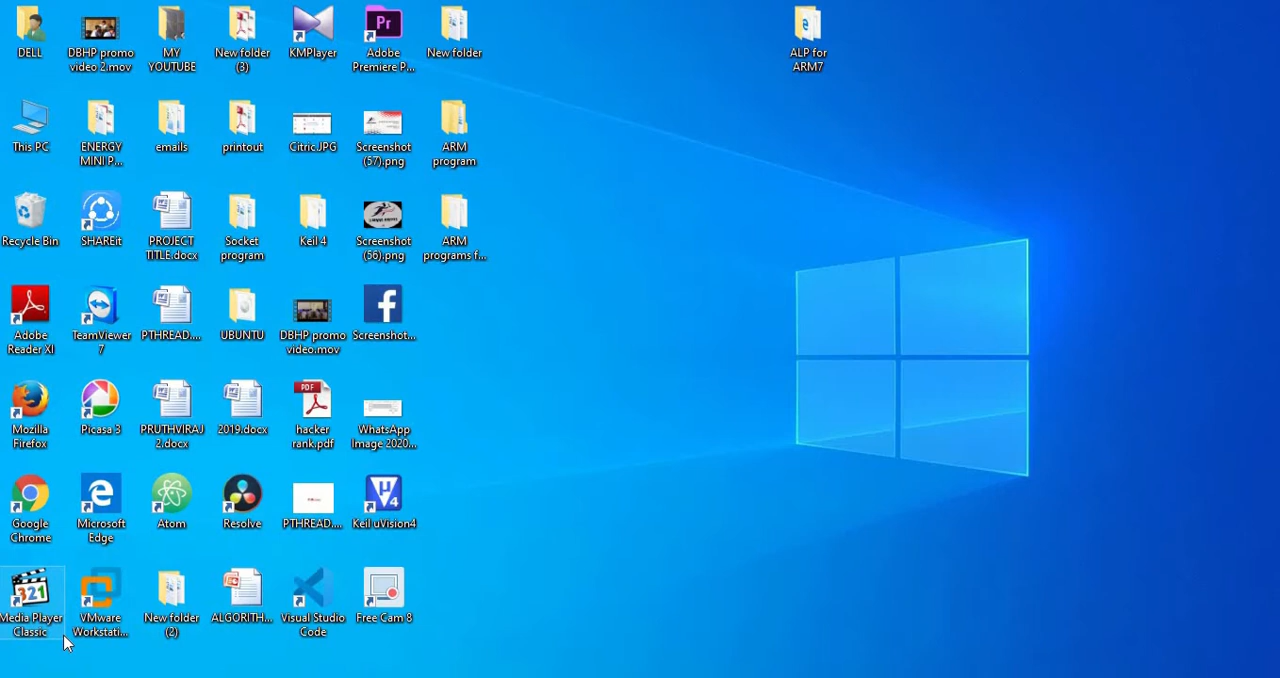 DELL
DBHP promo
video 2.mov
MY
YOUTUBE
New folder
(3)
KMPlayer
Pr
Adobe
Premiere P...
New folder
ALP for
ARM7
This PC
ENERGY
MINI P...
emails
printout
Citric.JPG
Screenshot
(57).png
ARM
program
Recycle Bin
SHAREit
PROJECT
TITLE.docx
Socket
program
Keil 4
Screenshot
(56).png
ARM
programs f...
Adobe
Reader XI
TeamViewer
7
PTHREAD....
UBUNTU
DBHP promo
video.mov
Screenshot...
Mozilla
Firefox
Picasa 3
PRUTHVIRAJ
2.docx
2019.docx
PDF
hacker
rank.pdf
WhatsApp
Image 2020...
Google
Chrome
Microsoft
Edge
Atom
Resolve
PTHREAD....
μ
4
Keil uVision4
321
Media Player
Classic
VMware
Workstati...
New folder
(2)
ALGORITH...
Visual Studio
Code
Free Cam 8